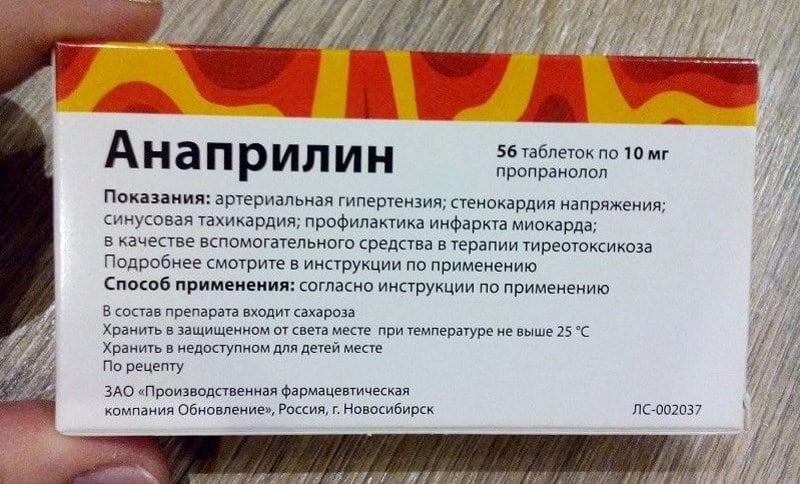 Анаприлин
56 таблеток по 10 мг
пропранолол
Показания: артериальная гипертензия; стенокардия напряжения;
синусовая тахикардия; профилактика инфаркта миокарда;
в качестве вспомогательного средства в терапии тиреотоксикоза
Подробнее смотрите в инструкции по применению
Способ применения: согласно инструкции по применению
В состав препарата входит сахароза
Хранить в защищенном от света месте при температуре не выше 25 °C
Хранить в недоступном для детей месте
По рецепту
ЗАО «Производственная фармацевтическая
компания Обновление», Россия, г. Новосибирск
ЛС-002037